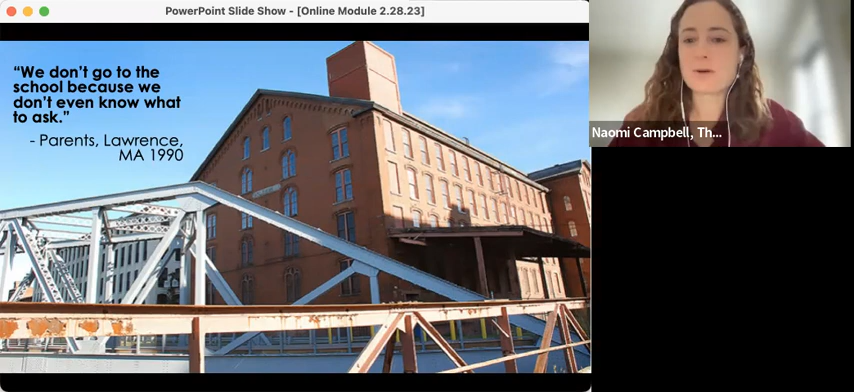 PowerPoint Slide Show - [Online Module 2.28.23]
“We don’t go to the
school because we
don’t even know what
to ask.”
- Parents, Lawrence,
MA 1990
Naomi Campbell, Th...